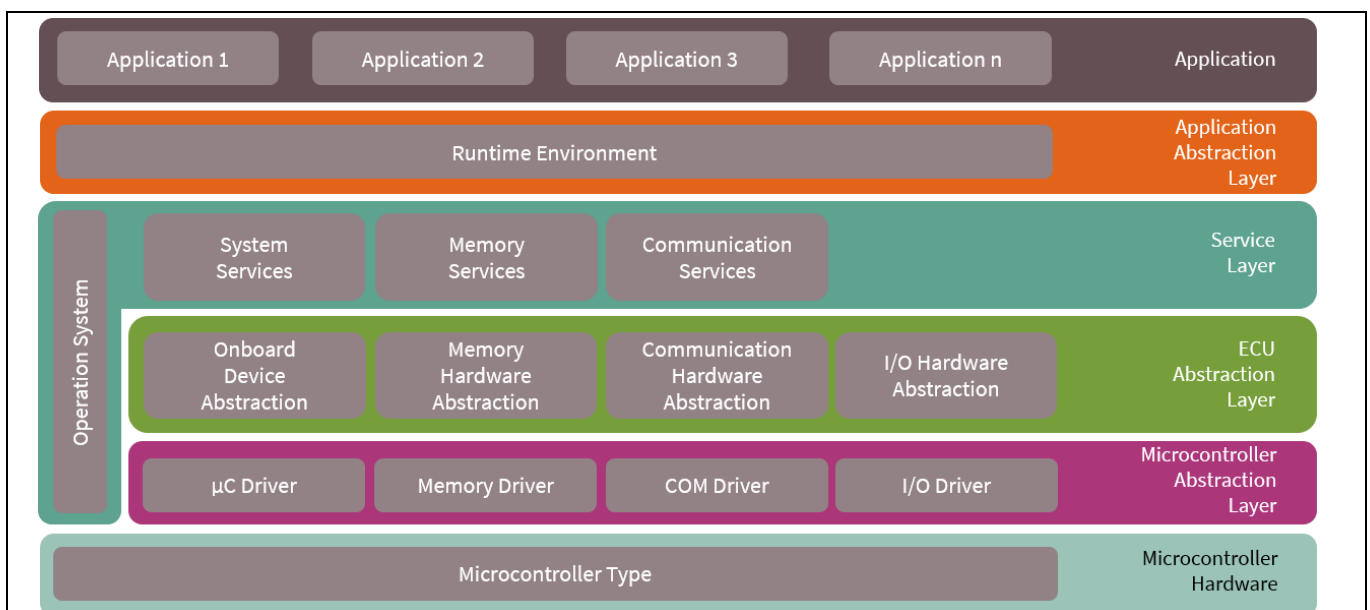 Application 1
Application 2
Application 3
Application n
Application
Runtime Environment
Application
Abstraction
Layer
Operation System
System
Services
Memory
Services
Communication
Services
Service
Layer
Onboard
Device
Abstraction
Memory
Hardware
Abstraction
Communication
Hardware
Abstraction
I/O Hardware
Abstraction
ECU
Abstraction
Layer
µC Driver
Memory Driver
COM Driver
I/O Driver
Microcontroller
Abstraction
Layer
Microcontroller Type
Microcontroller
Hardware